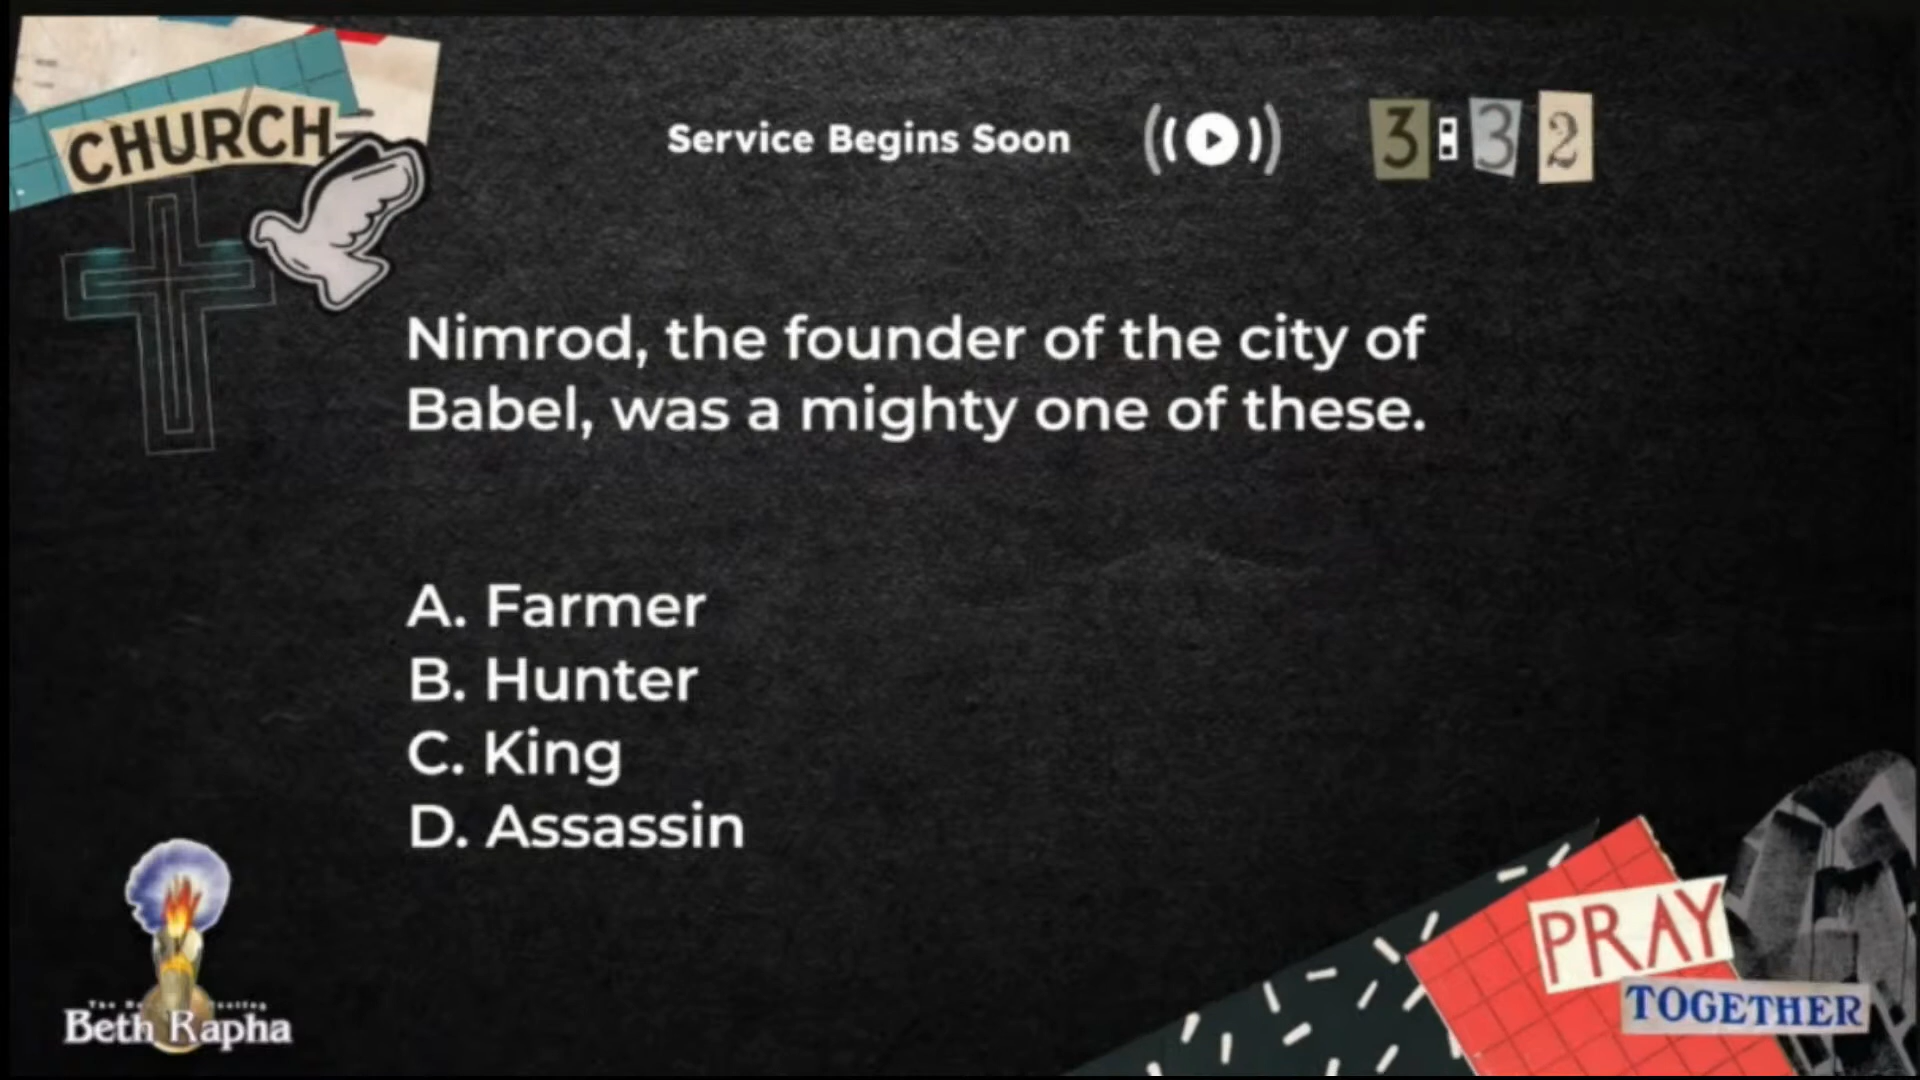 CHURCH
Service Begins Soon
3:32
Nimrod, the founder of the city of
Babel, was a mighty one of these.
A. Farmer
B. Hunter
C. King
D. Assassin
Beth Rapha
PRAY
TOGETHER